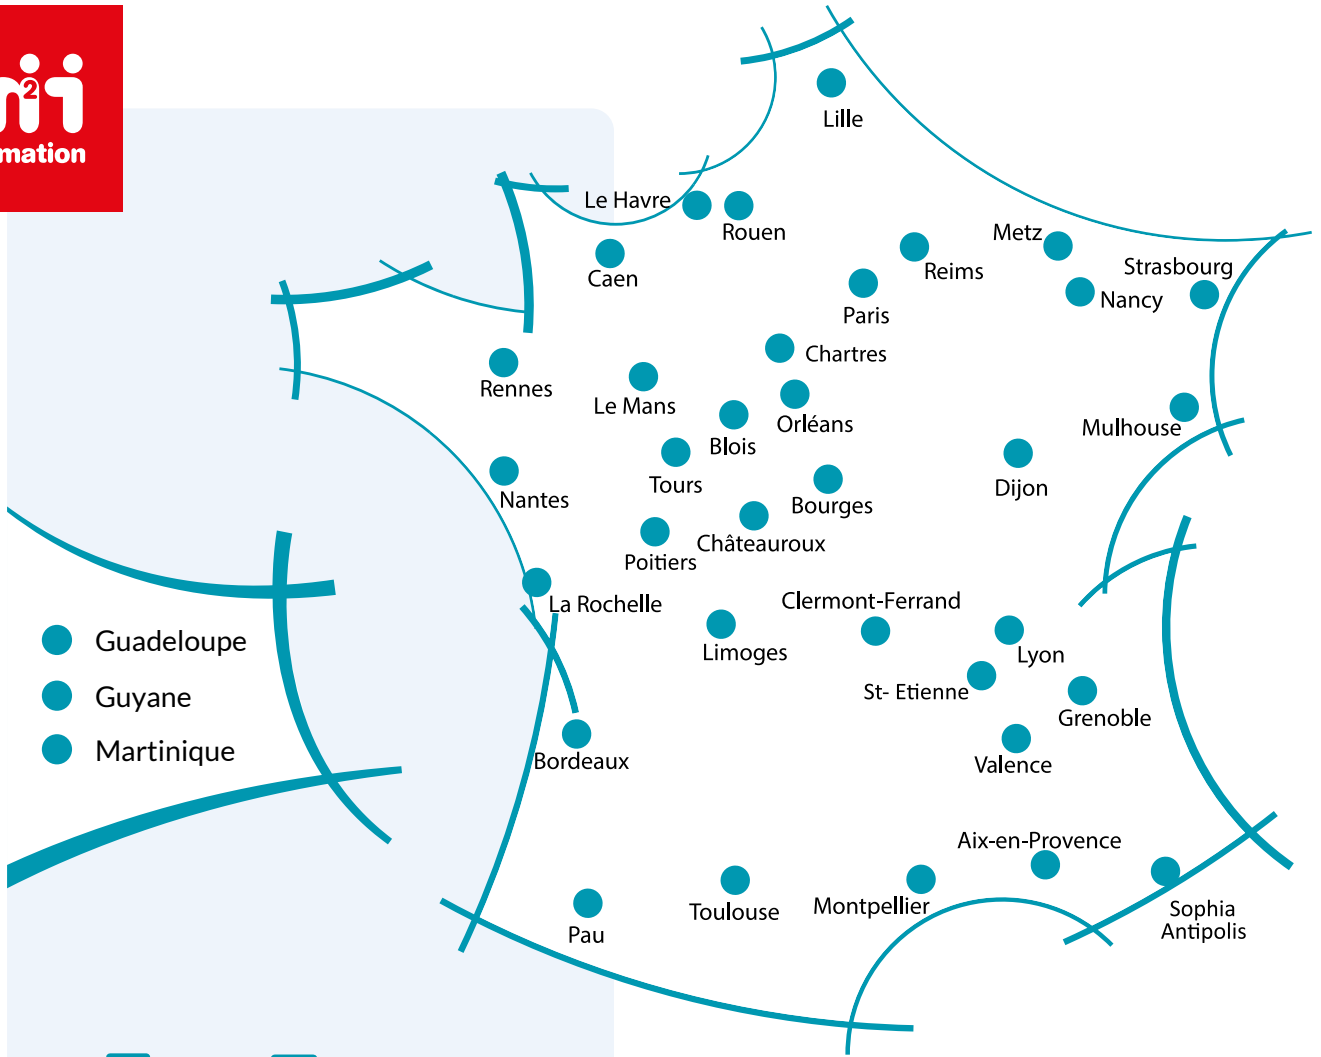 2
mation
Lille
Le Havre
Rouen
Caen
Reims
Metz
Strasbourg
Nancy
Paris
Chartres
Rennes
Le Mans
Orléans
Blois
Mulhouse
Tours
Nantes
Bourges
Dijon
Châteauroux
Poitiers
La Rochelle
Clermont-Ferrand
Limoges
Lyon
St- Etienne
Grenoble
Guadeloupe
Guyane
Martinique
Bordeaux
Valence
Aix-en-Provence
Montpellier
Toulouse
Pau
Sophia
Antipolis